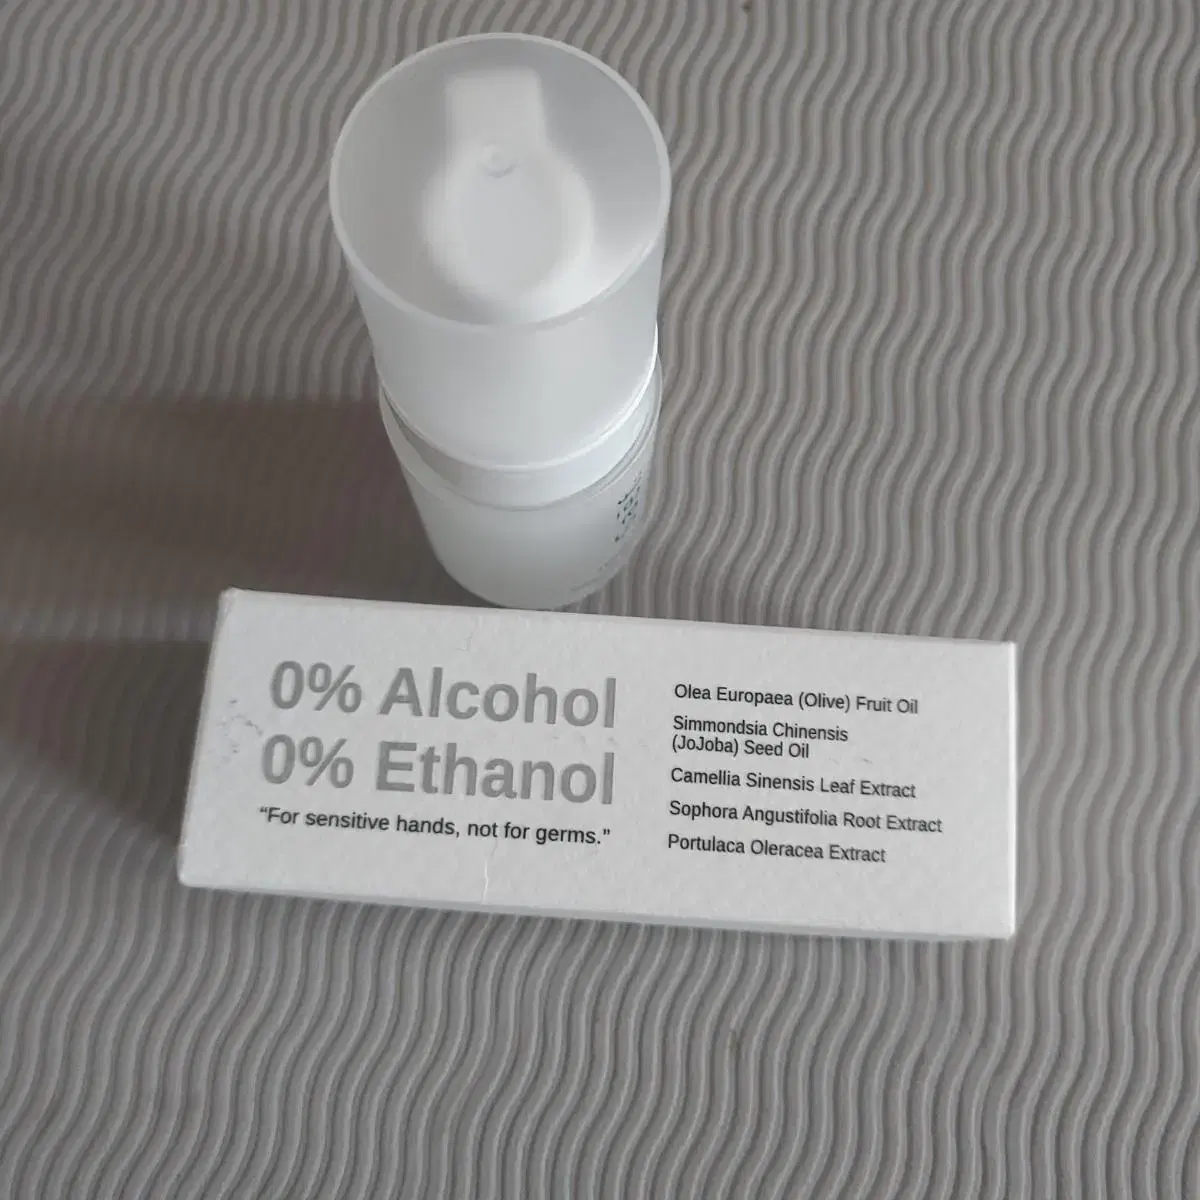 0% Alcohol
0% Ethanol
“For sensitive hands, not for germs.”
Olea Europaea (Olive) Fruit Oil
Simmondsia Chinensis
(JoJoba) Seed Oil
Camellia Sinensis Leaf Extract
Sophora Angustifolia Root Extract
Portulaca Oleracea Extract